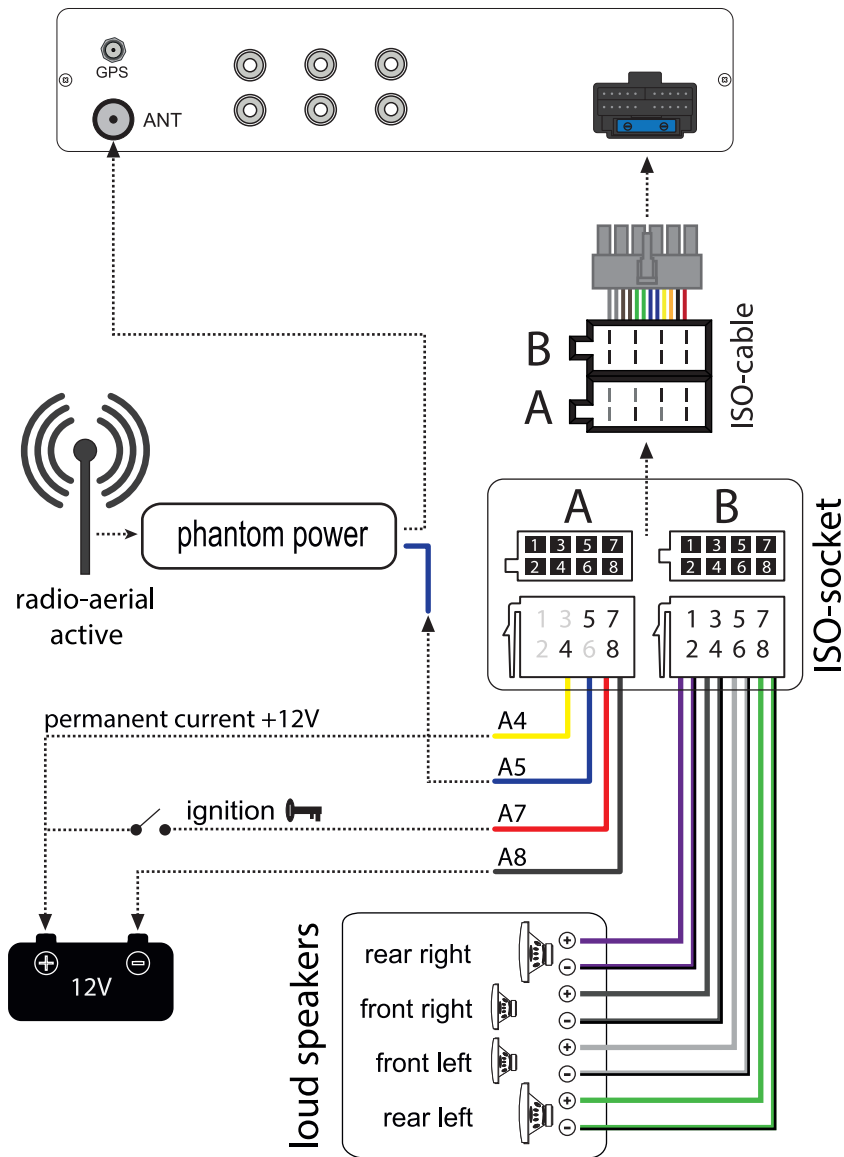 GPS
ANT
B
A
ISO-cable
phantom power
radio-aerial
active
A B
1 3 5 7
2 4 6 8
1 3 5 7
2 4 6 8
1 3 5 7
2 4 6 8
1 3 5 7
2 4 6 8
ISO-socket
permanent current +12V
A4
A5
ignition
A7
A8
+ -
12V
loud speakers
rear right
+
-
front right
+
-
front left
+
-
rear left
+
-